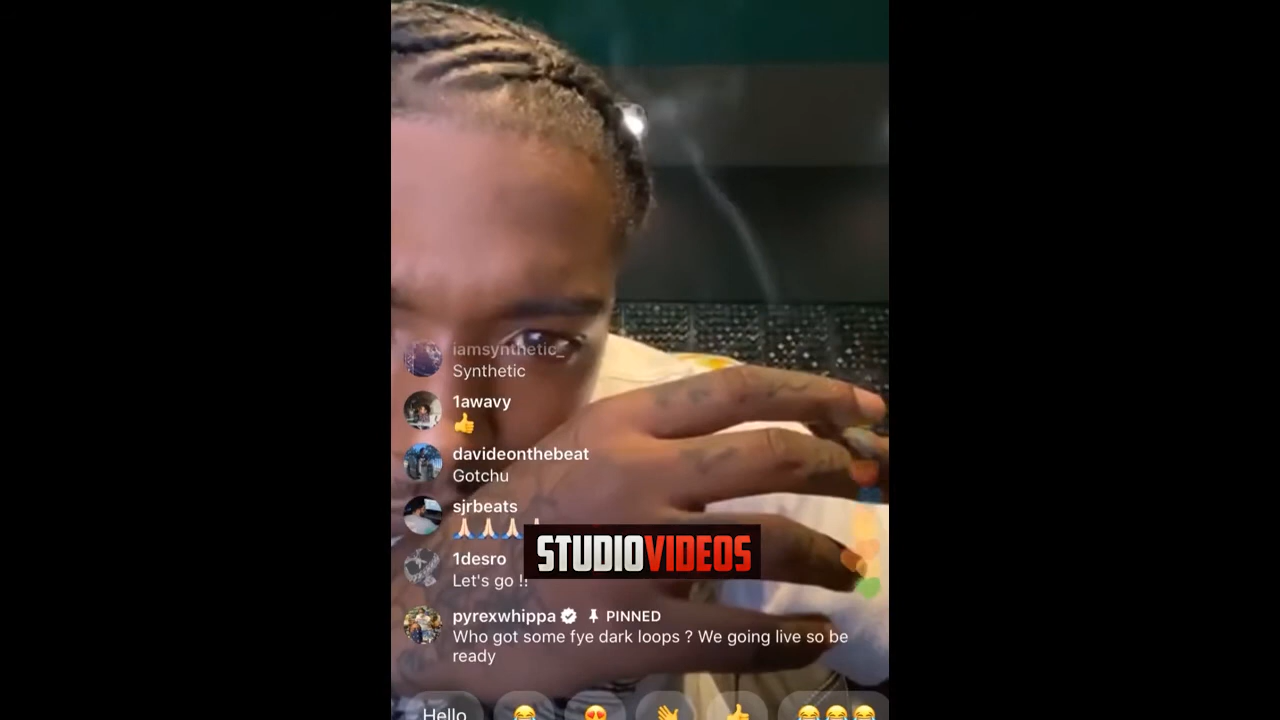 iamsynthetic_
Synthetic
1awavy
👍
davideonthebeat
Gotchu
sjrbeats
🙏🏻🙏🏻🙏🏻🙏🏻
STUDIOVIDEOS
1desro
Let's go !!
pyrexwhippa PINNED
Who got some fye dark loops ? We going live so be
ready
Hello 😂 😍 👋 👍 😂😂😂